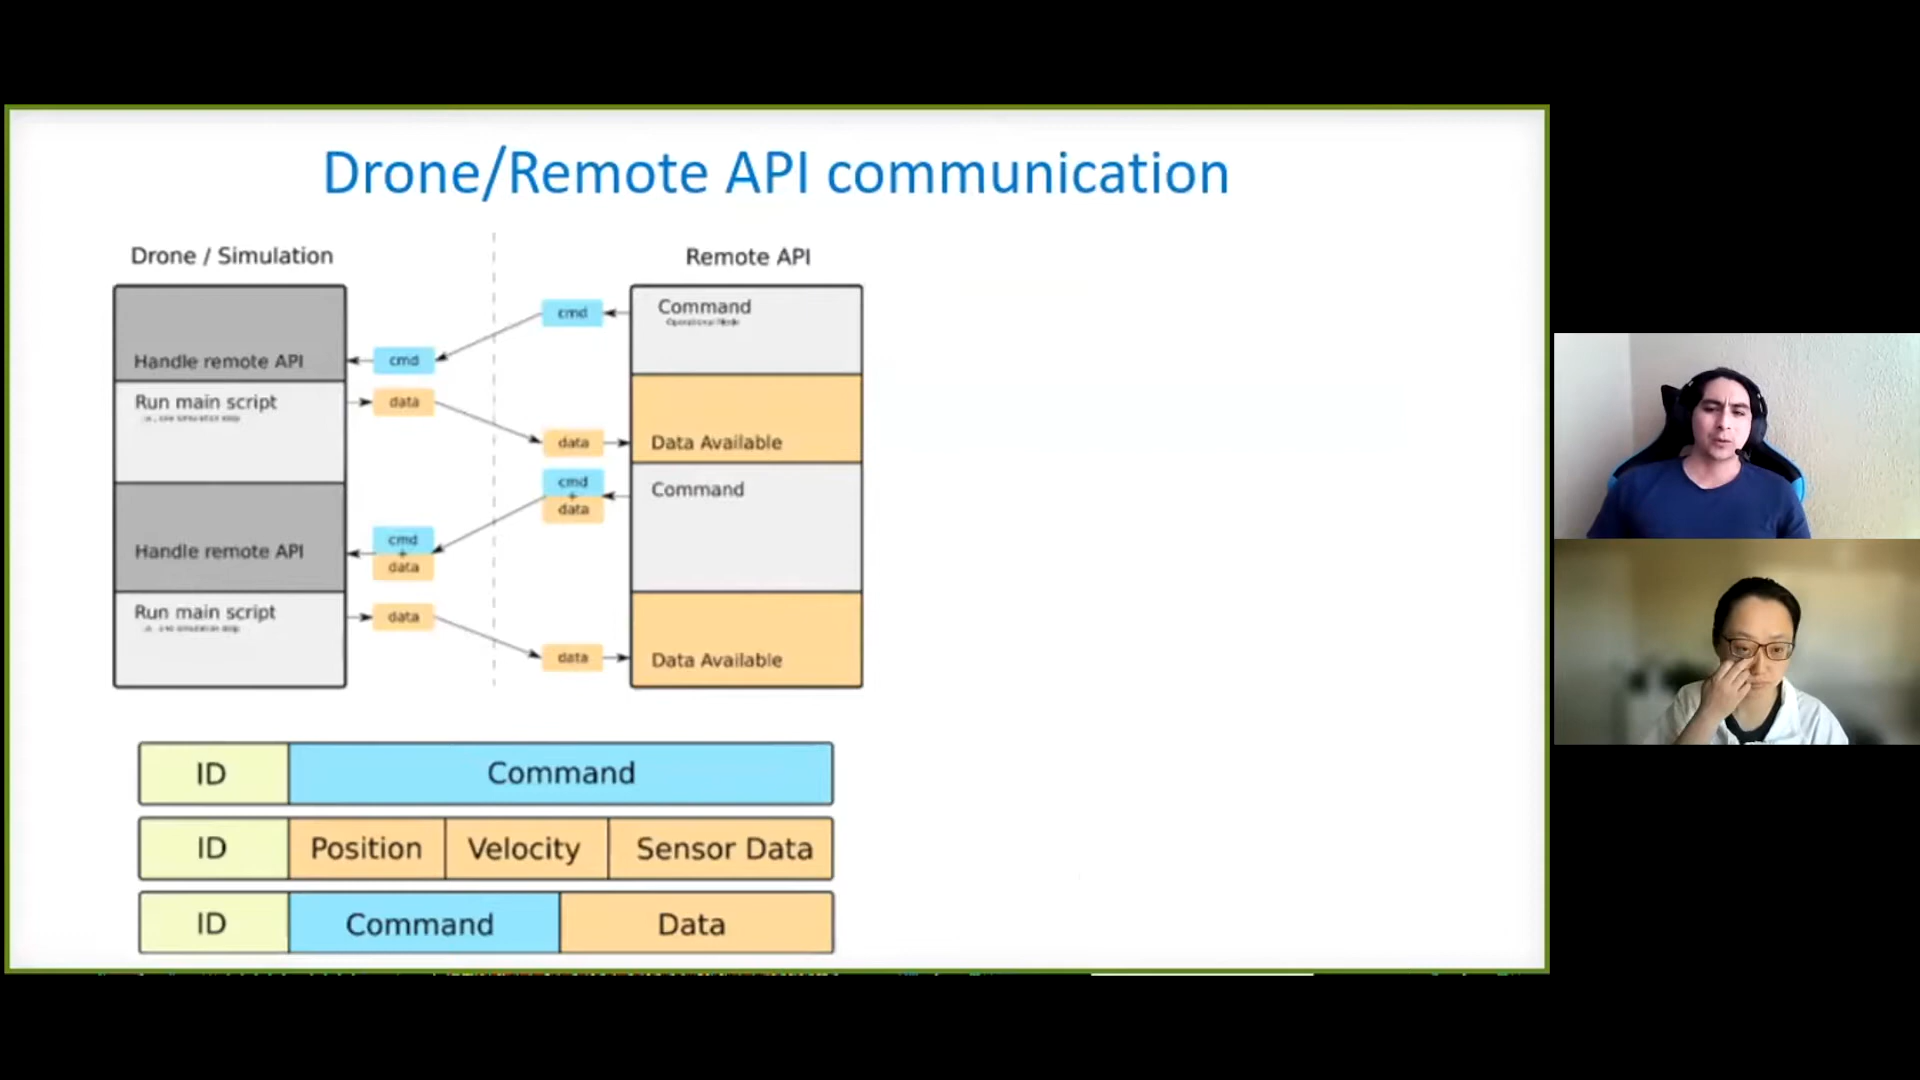 Drone/Remote API communication
Drone / Simulation
Remote API
cmd
Command
Operational Mode
Handle remote API
cmd
Run main script
data
data
Data Available
cmd
+
data
Command
Handle remote API
cmd
+
data
Run main script
data
data
Data Available
ID Command
ID Position Velocity Sensor Data
ID Command Data